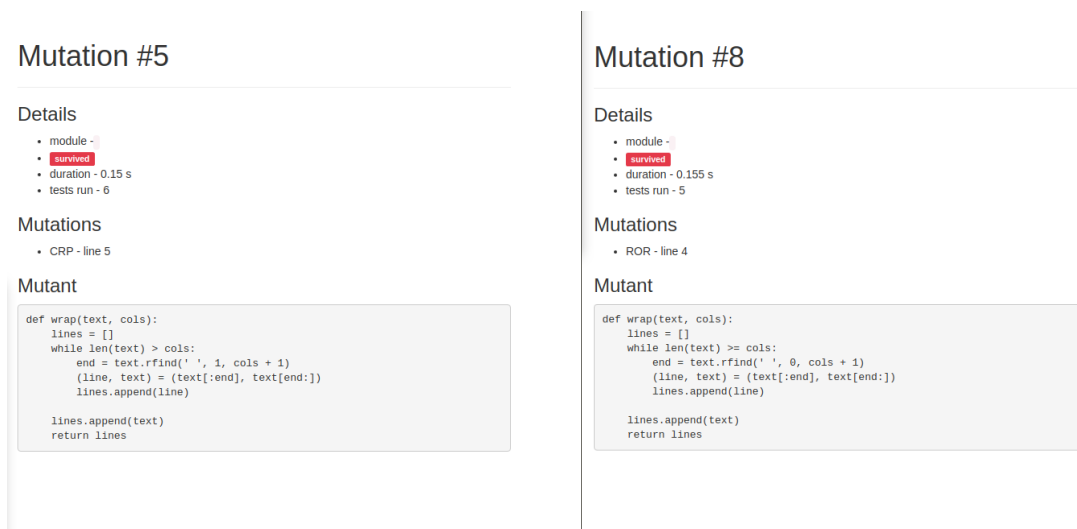 Mutation #5
Details
module -
survived
duration - 0.15 s
tests run - 6
Mutations
CRP - line 5
Mutant
def wrap(text, cols):
    lines = []
    while len(text) > cols:
        end = text.rfind(' ', 1, cols + 1)
        (line, text) = (text[:end], text[end:])
        lines.append(line)
    lines.append(text)
    return lines
Mutation #8
Details
module -
survived
duration - 0.155 s
tests run - 5
Mutations
ROR - line 4
Mutant
def wrap(text, cols):
    lines = []
    while len(text) >= cols:
        end = text.rfind(' ', 0, cols + 1)
        (line, text) = (text[:end], text[end:])
        lines.append(line)
    lines.append(text)
    return lines